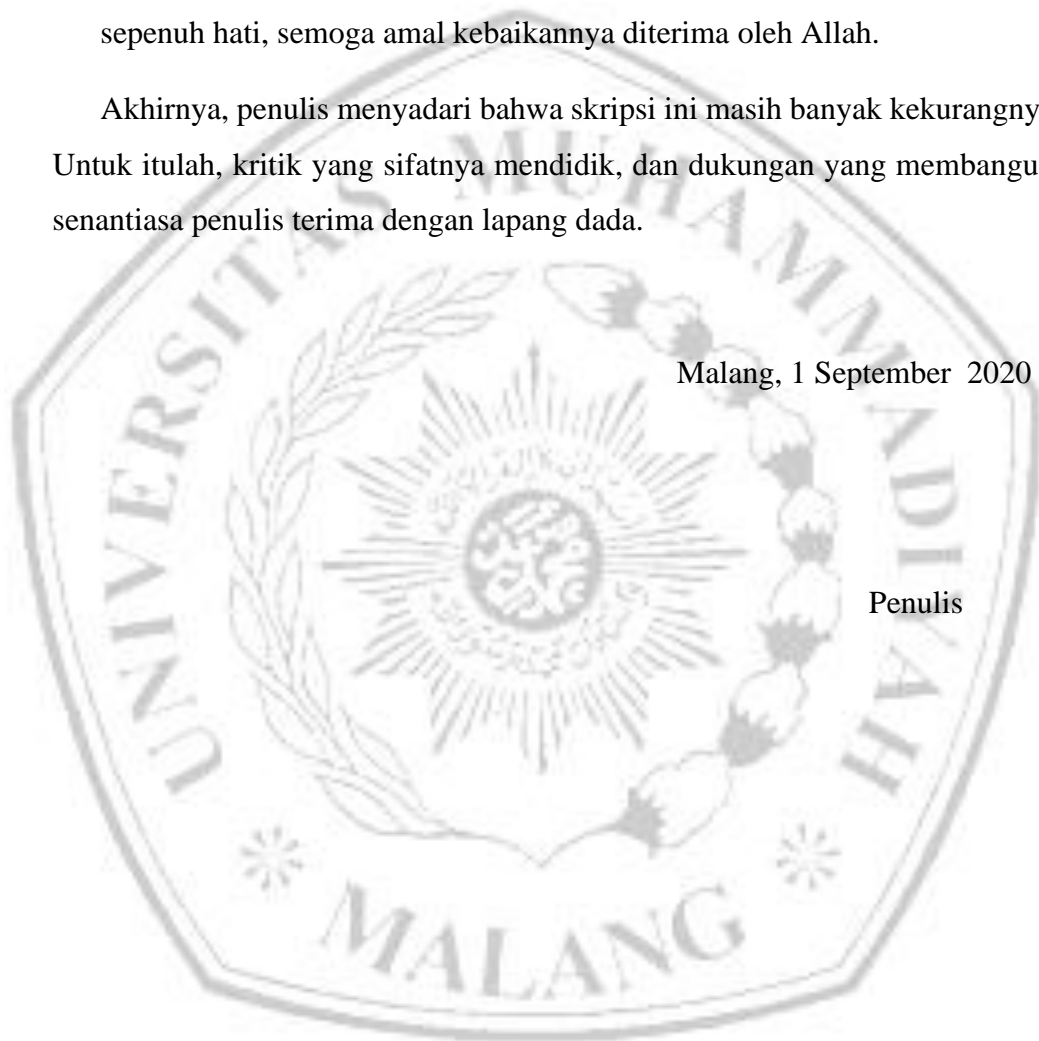 sepenuh hati, semoga amal kebaikannya diterima oleh Allah.
Akhirnya, penulis menyadari bahwa skripsi ini masih banyak kekurangny
Untuk itulah, kritik yang sifatnya mendidik, dan dukungan yang membangu
senantiasa penulis terima dengan lapang dada.
Malang, 1 September 2020
Penulis
UNIVERSITAS MUHAMMADIYAH
MALANG